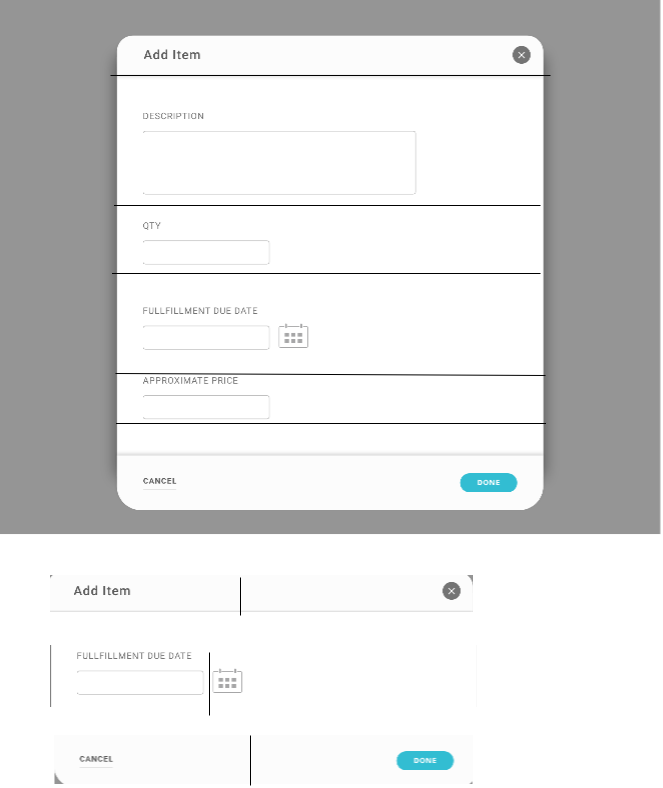 Add Item
DESCRIPTION
QTY
FULLFILLMENT DUE DATE
APPROXIMATE PRICE
CANCEL
DONE
Add Item
FULLFILLMENT DUE DATE
CANCEL
DONE